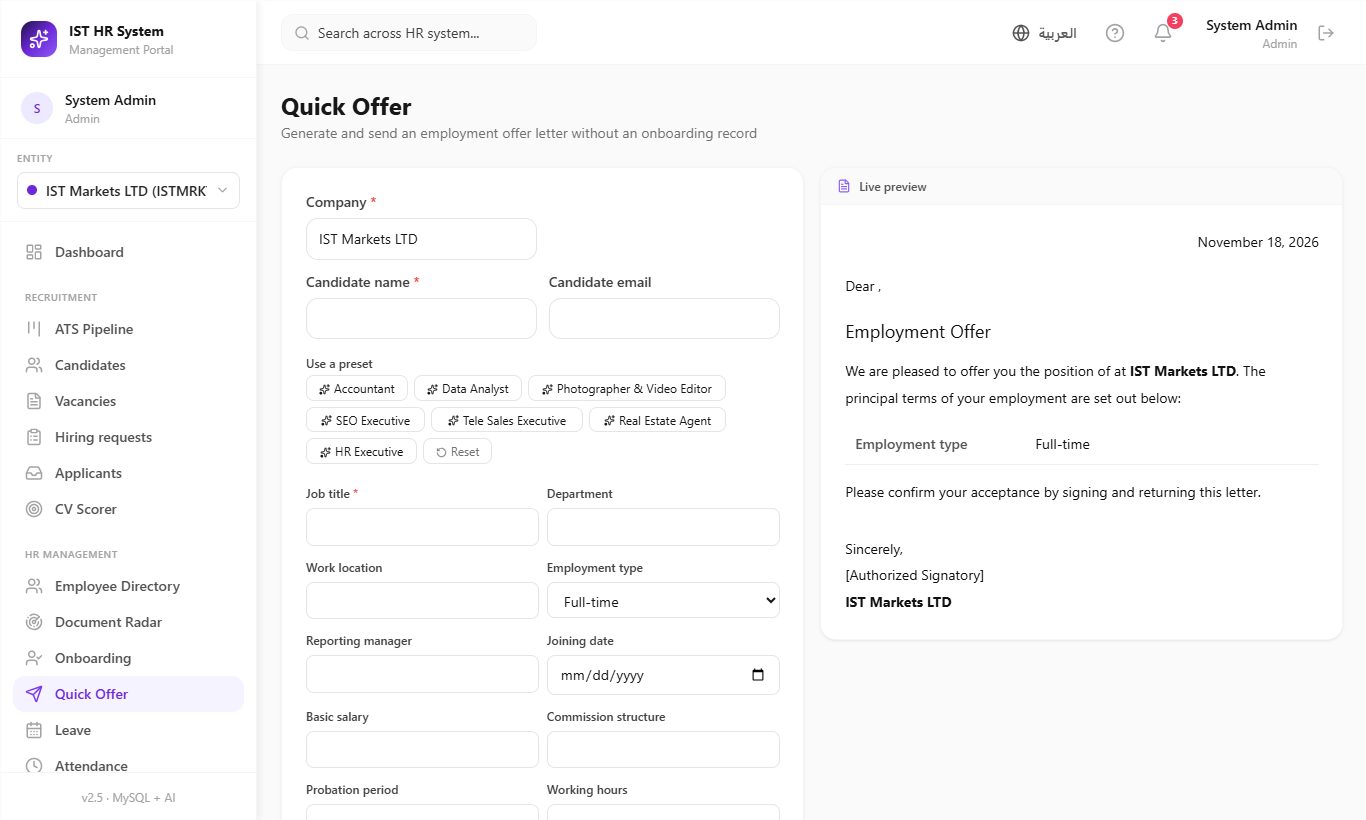 IST HR System
Management Portal
S
System Admin
Admin
ENTITY
IST Markets LTD (ISTMRK
Dashboard
RECRUITMENT
ATS Pipeline
Candidates
Vacancies
Hiring requests
Applicants
CV Scorer
HR MANAGEMENT
Employee Directory
Document Radar
Onboarding
Quick Offer
Leave
Attendance
v2.5 · MySQL + AI
Search across HR system...
العربية
3
System Admin
Admin
Quick Offer
Generate and send an employment offer letter without an onboarding record
Company *
IST Markets LTD
Candidate name * Candidate email
Use a preset
Accountant Data Analyst Photographer & Video Editor
SEO Executive Tele Sales Executive Real Estate Agent
HR Executive Reset
Job title * Department
Work location Employment type
Full-time
Reporting manager Joining date
mm/dd/yyyy
Basic salary Commission structure
Probation period Working hours
Live preview
November 18, 2026
Dear ,
Employment Offer
We are pleased to offer you the position of at IST Markets LTD. The
principal terms of your employment are set out below:
Employment type Full-time
Please confirm your acceptance by signing and returning this letter.
Sincerely,
[Authorized Signatory]
IST Markets LTD